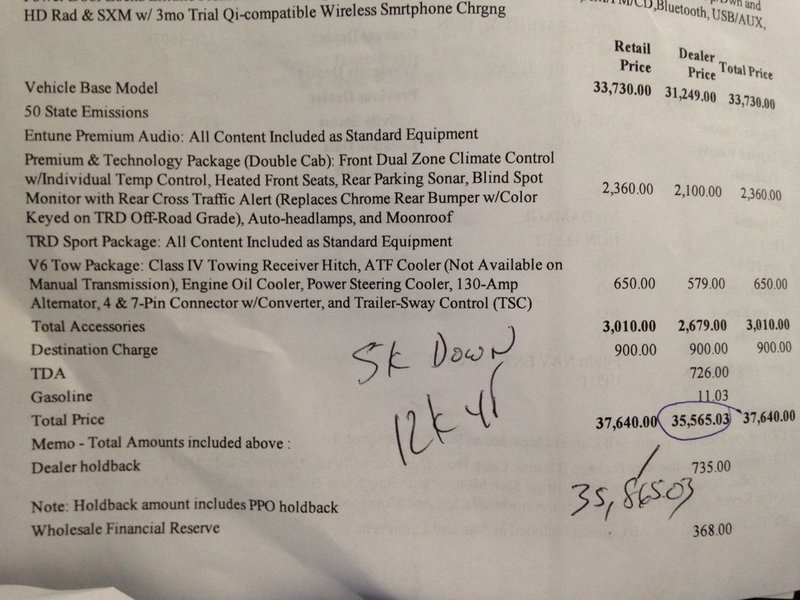 HD Rad & SXM w/ 3mo Trial Qi-compatible Wireless Smrtphone Chrgng
and
Bluetooth, USB/AUX,
Retail Price Dealer Price Total Price
Vehicle Base Model 33,730.00 31,249.00 33,730.00
50 State Emissions
Entune Premium Audio: All Content Included as Standard Equipment
Premium & Technology Package (Double Cab): Front Dual Zone Climate Control
w/Individual Temp Control, Heated Front Seats, Rear Parking Sonar, Blind Spot
Monitor with Rear Cross Traffic Alert (Replaces Chrome Rear Bumper w/Color 2,360.00 2,100.00 2,360.00
Keyed on TRD Off-Road Grade), Auto-headlamps, and Moonroof
TRD Sport Package: All Content Included as Standard Equipment
V6 Tow Package: Class IV Towing Receiver Hitch, ATF Cooler (Not Available on
Manual Transmission), Engine Oil Cooler, Power Steering Cooler, 130-Amp 650.00 579.00 650.00
Alternator, 4 & 7-Pin Connector w/Converter, and Trailer-Sway Control (TSC)
Total Accessories 3,010.00 2,679.00 3,010.00
Destination Charge 900.00 900.00 900.00
5k Down
TDA 726.00
Gasoline 11.03
12k
Total Price 37,640.00 35,565.03 37,640.00
Memo - Total Amounts included above :
Dealer holdback 735.00
35,865.03
Note: Holdback amount includes PPO holdback
Wholesale Financial Reserve 368.00